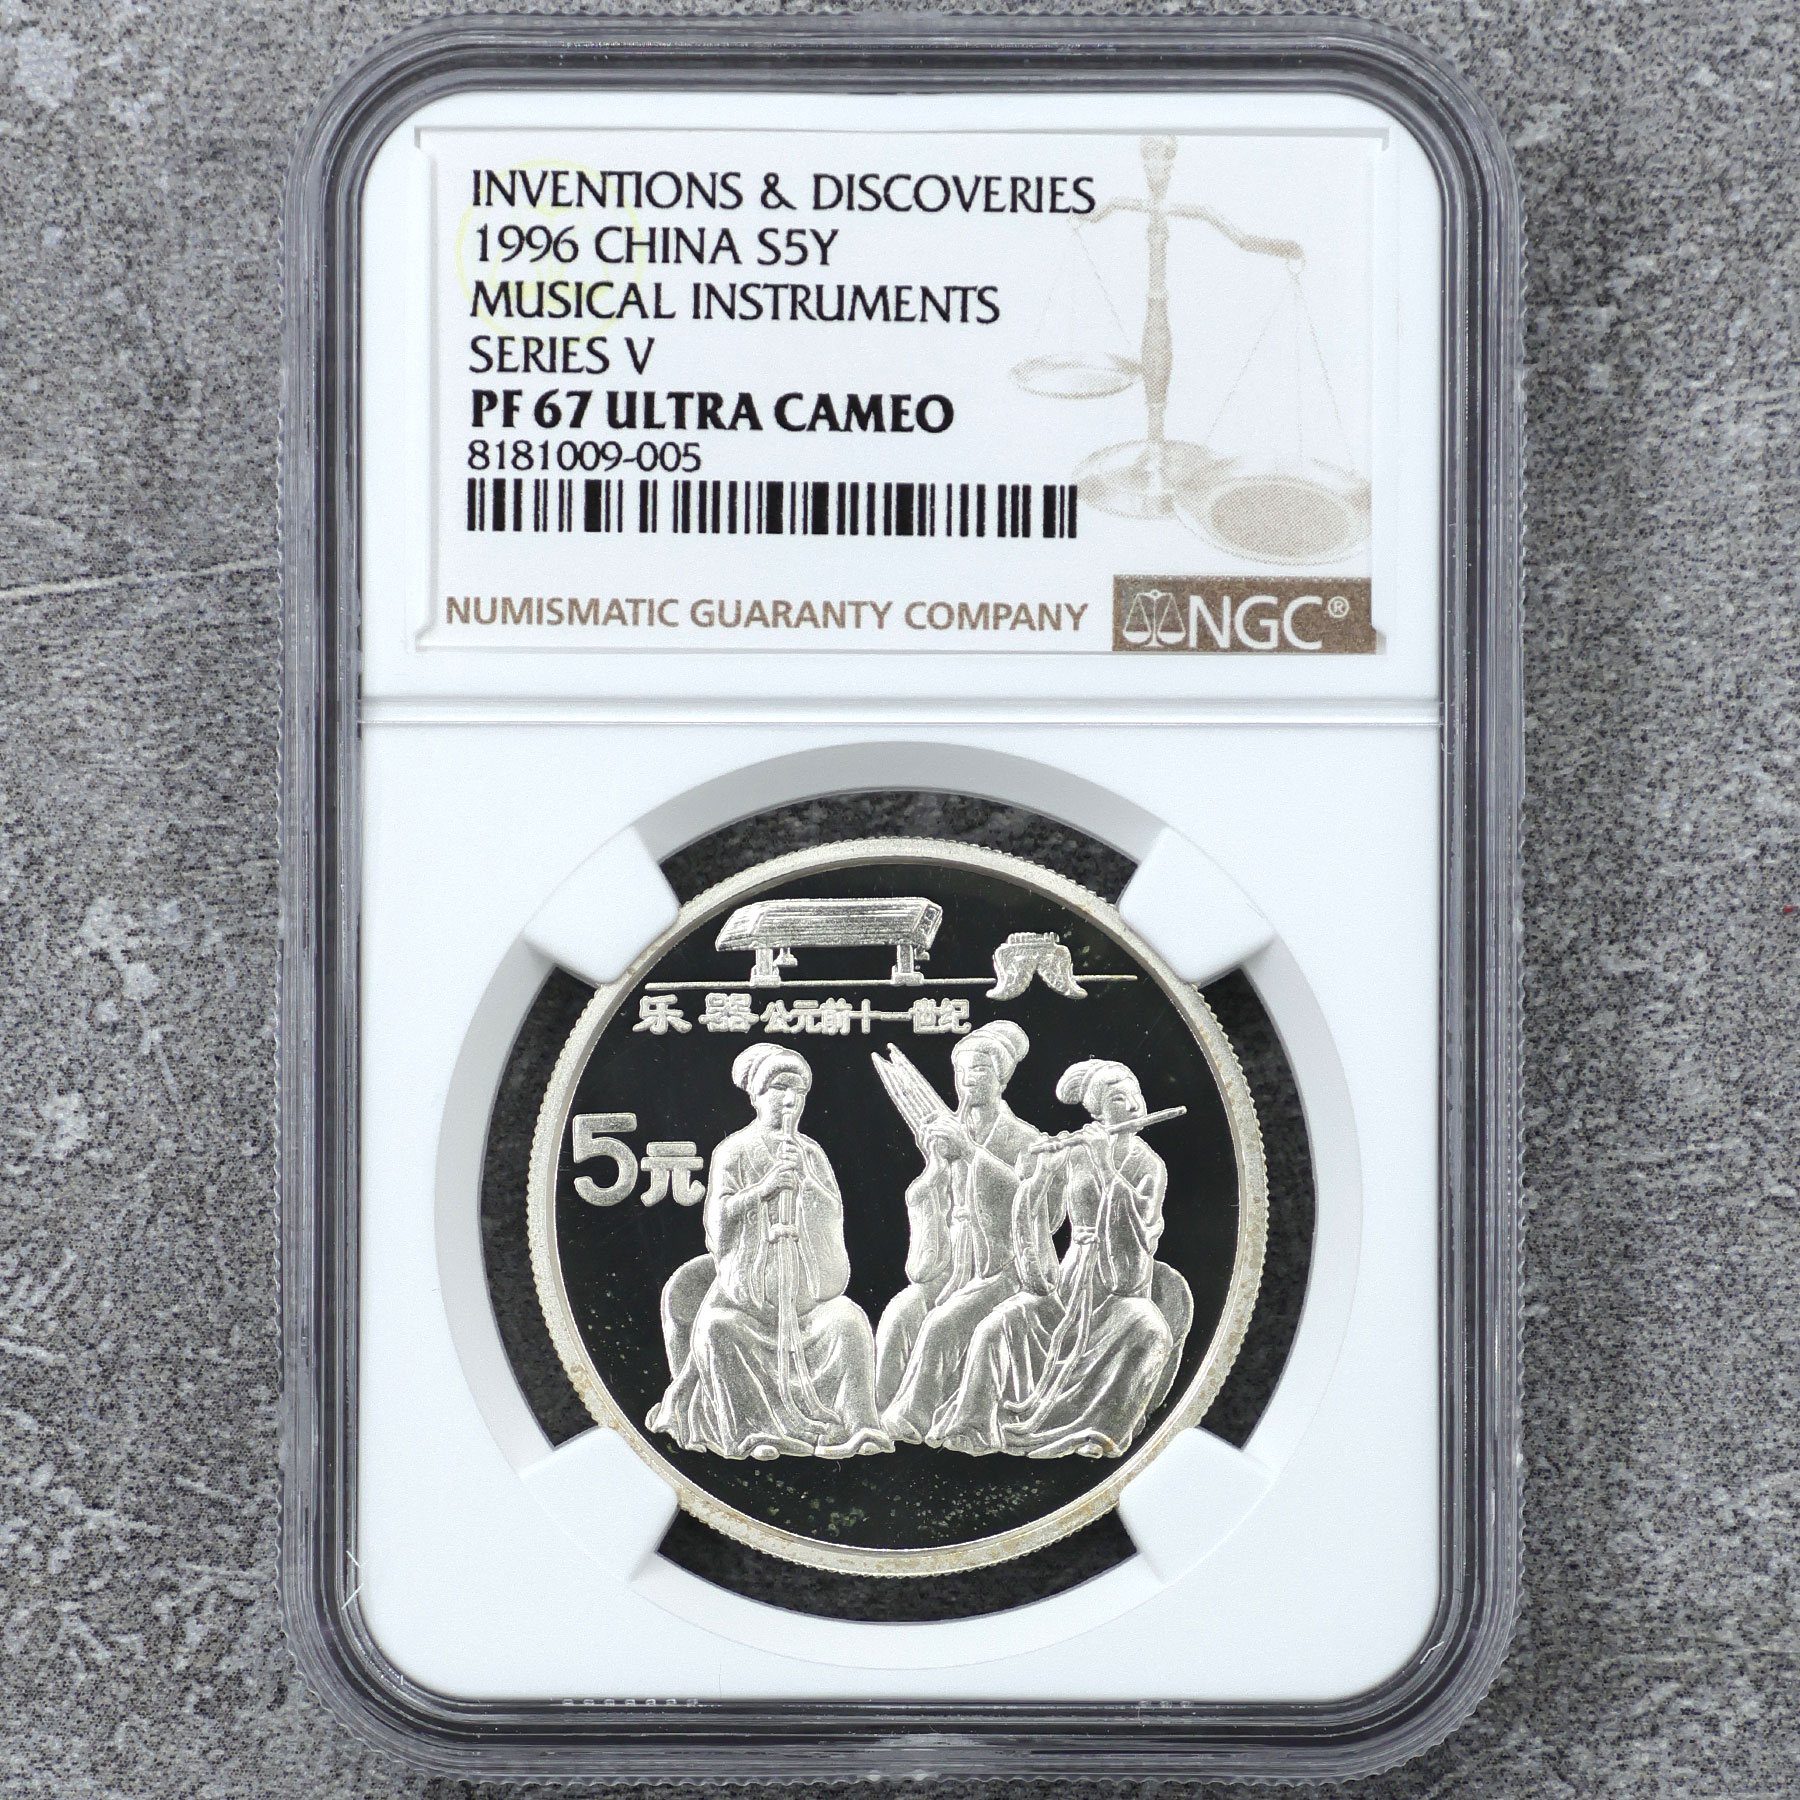 INVENTIONS & DISCOVERIES
1996 CHINA S5Y
MUSICAL INSTRUMENTS
SERIES V
PF 67 ULTRA CAMEO
8181009-005
NUMISMATIC GUARANTY COMPANY NGC®
乐器公元前十一世纪
5元